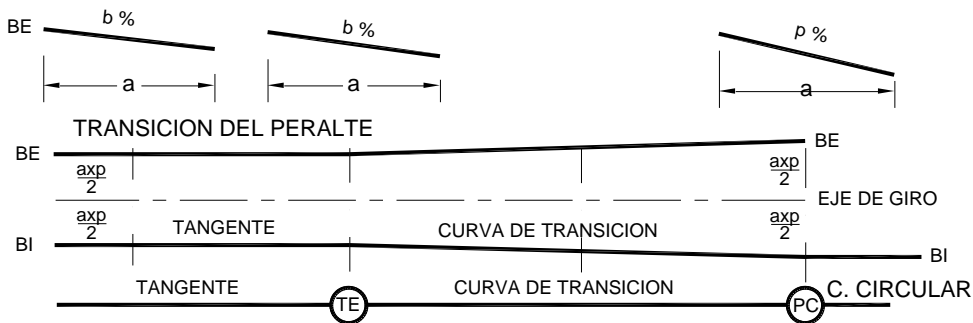 BE b % b % p %
a a a
TRANSICION DEL PERALTE
BE BE
axp axp
2 2
EJE DE GIRO
axp axp
2 2
TANGENTE CURVA DE TRANSICION
BI BI
TANGENTE CURVA DE TRANSICION C. CIRCULAR
TE PC